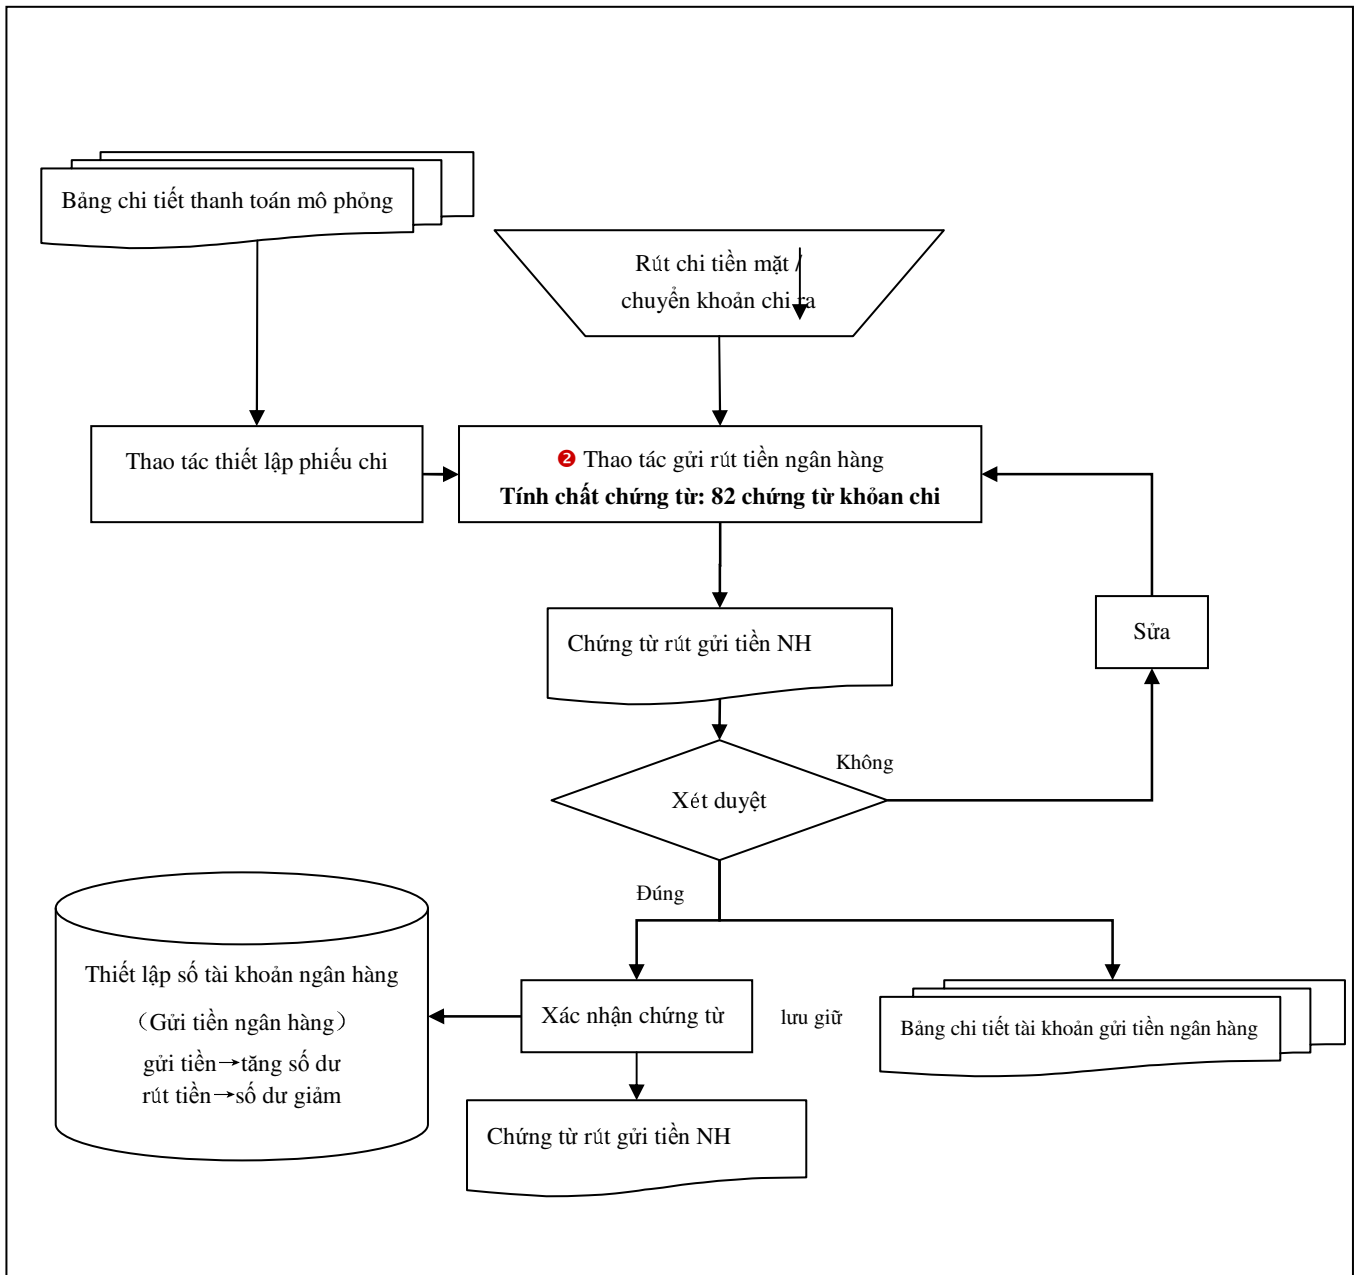 Bảng chi tiết thanh toán mô phỏng
Rút chi tiền mặt /
chuyển khoản chi ra
Thao tác thiết lập phiếu chi
❷ Thao tác gửi rút tiền ngân hàng
Tính chất chứng từ: 82 chứng từ khỏan chi
Chứng từ rút gửi tiền NH
Sửa
Không
Xét duyệt
Đúng
Thiết lập số tài khoản ngân hàng
（Gửi tiền ngân hàng）
gửi tiền→tăng số dư
rút tiền→số dư giảm
Xác nhận chứng từ
lưu giữ
Bảng chi tiết tài khoản gửi tiền ngân hàng
Chứng từ rút gửi tiền NH